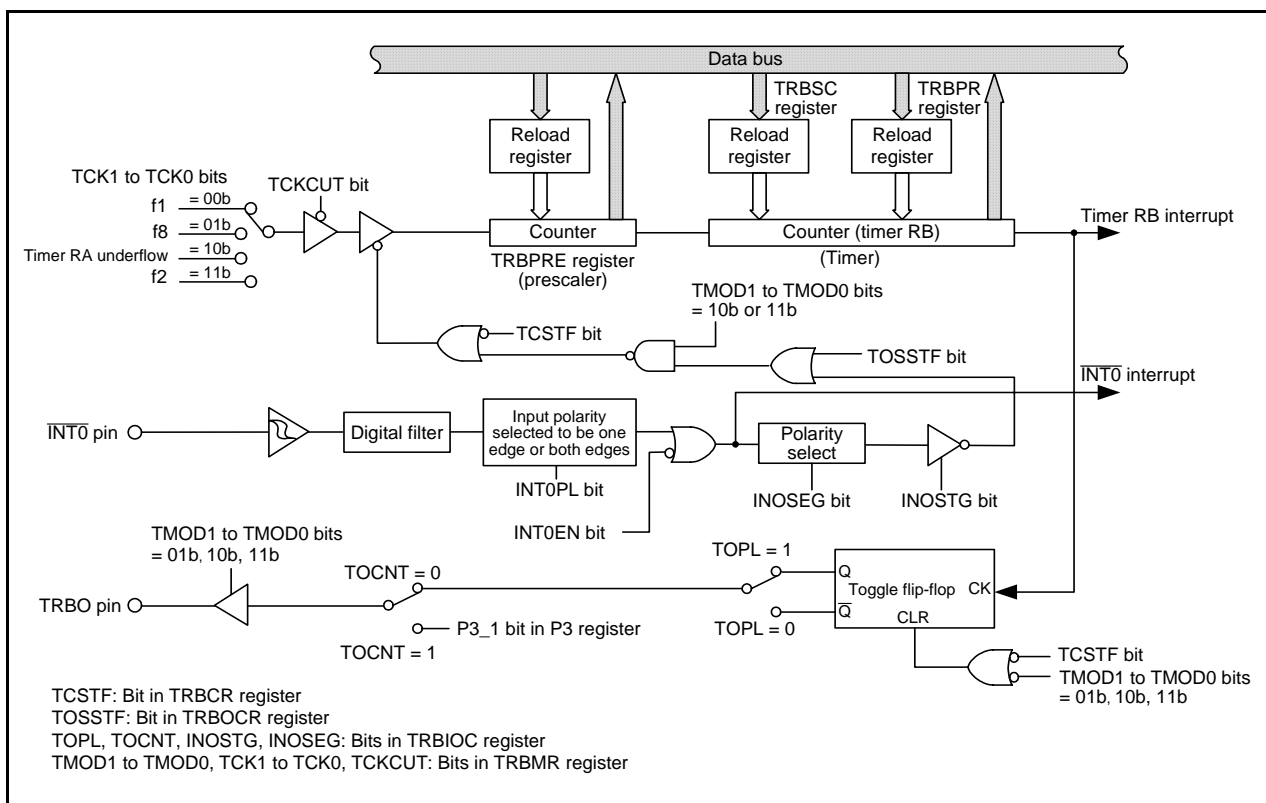 Data bus
TRBSC
register
TRBPR
register
Reload
register
Reload
register
Reload
register
TCK1 to TCK0 bits
TCKCUT bit
f1
= 00b
f8
= 01b
Timer RA underflow
= 10b
f2
= 11b
Counter
TRBPRE register
(prescaler)
Counter (timer RB)
(Timer)
Timer RB interrupt
TMOD1 to TMOD0 bits
= 10b or 11b
TCSTF bit
TOSSTF bit
INT0 interrupt
INT0 pin
Digital filter
Input polarity
selected to be one
edge or both edges
Polarity
select
INT0PL bit
INOSEG bit
INOSTG bit
INT0EN bit
TMOD1 to TMOD0 bits
= 01b, 10b, 11b
TOPL = 1
TOCNT = 0
Q
Toggle flip-flop
CK
TRBO pin
Q
CLR
P3_1 bit in P3 register
TOPL = 0
TOCNT = 1
TCSTF bit
TMOD1 to TMOD0 bits
= 01b, 10b, 11b
TCSTF: Bit in TRBCR register
TOSSTF: Bit in TRBOCR register
TOPL, TOCNT, INOSTG, INOSEG: Bits in TRBIOC register
TMOD1 to TMOD0, TCK1 to TCK0, TCKCUT: Bits in TRBMR register